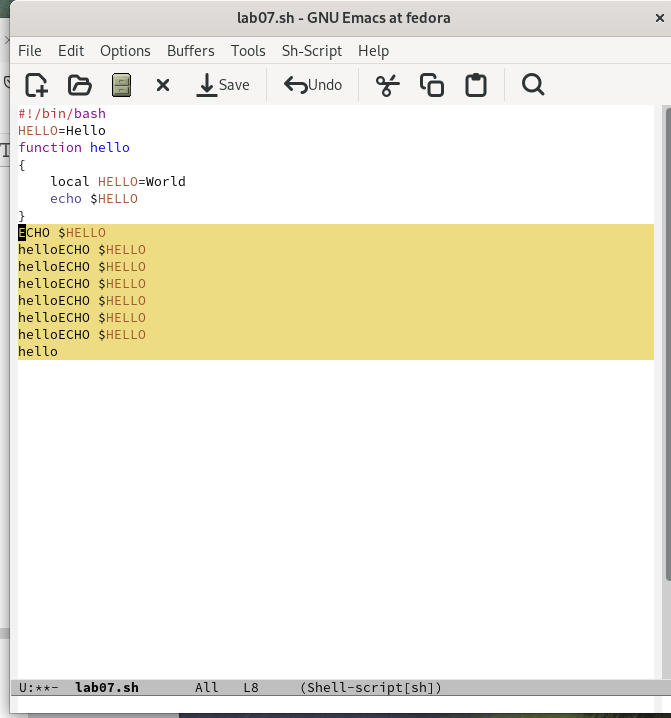 lab07.sh - GNU Emacs at fedora
File Edit Options Buffers Tools Sh-Script Help
Save Undo
#!/bin/bash
HELLO=Hello
function hello
{
    local HELLO=World
    echo $HELLO
}
ECHO $HELLO
helloECHO $HELLO
helloECHO $HELLO
helloECHO $HELLO
helloECHO $HELLO
helloECHO $HELLO
helloECHO $HELLO
hello
U:**-  lab07.sh       All   L8     (Shell-script[sh])